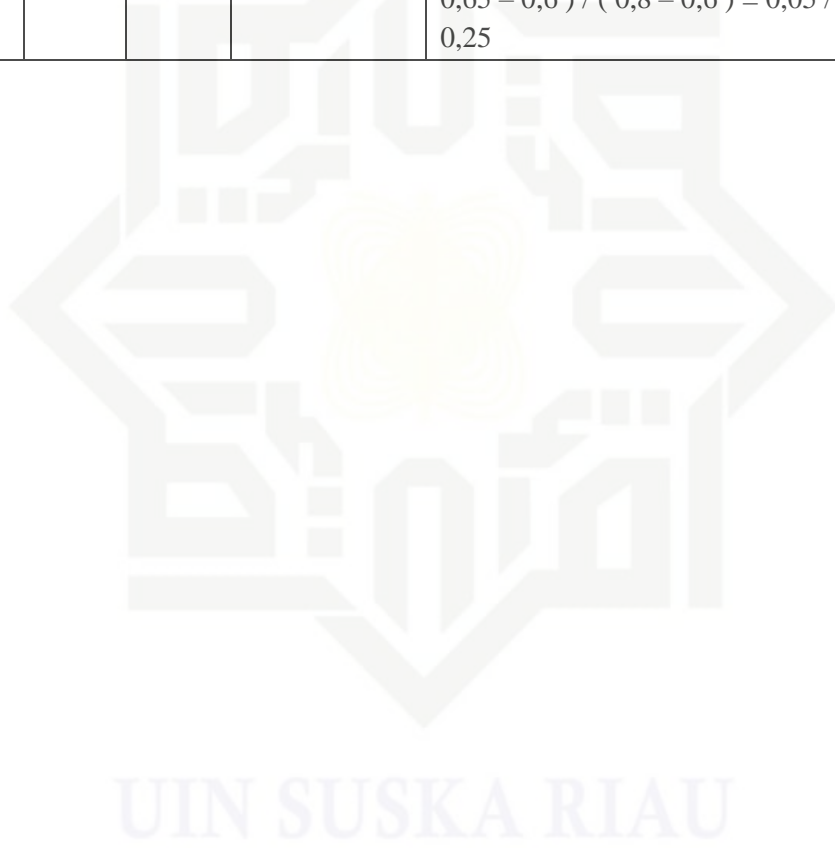 0,65 – 0,6 ) / ( 0,8 – 0,6 ) = 0,05 /
0,25
UIN SUSKA RIAU